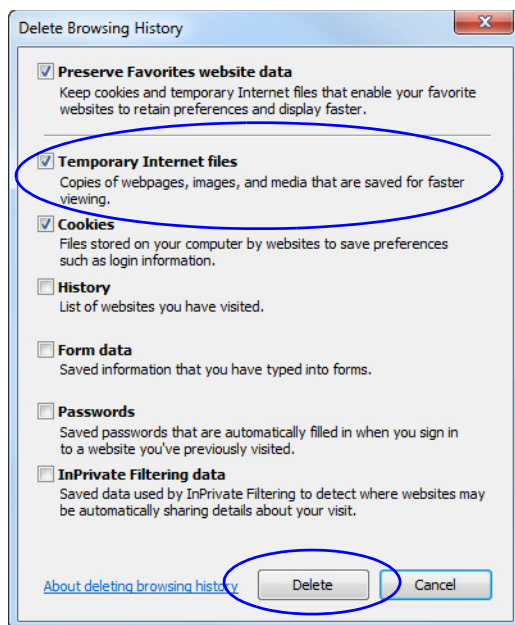 Delete Browsing History
Preserve Favorites website data
Keep cookies and temporary Internet files that enable your favorite
websites to retain preferences and display faster.
Temporary Internet files
Copies of webpages, images, and media that are saved for faster
viewing.
Cookies
Files stored on your computer by websites to save preferences
such as login information.
History
List of websites you have visited.
Form data
Saved information that you have typed into forms.
Passwords
Saved passwords that are automatically filled in when you sign in
to a website you've previously visited.
InPrivate Filtering data
Saved data used by InPrivate Filtering to detect where websites may
be automatically sharing details about your visit.
About deleting browsing history Delete Cancel